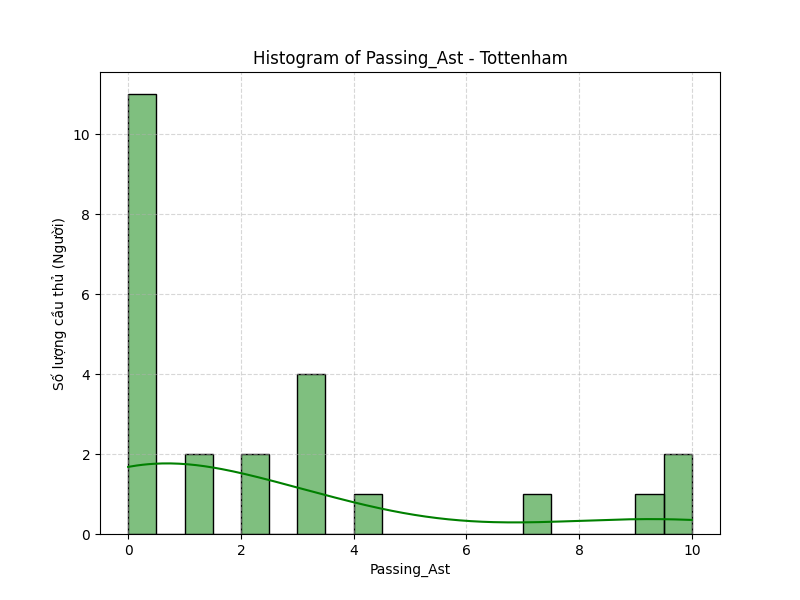 Histogram of Passing_Ast - Tottenham
Số lượng cầu thủ (Người)
10
8
6
4
2
0
0 2 4 6 8 10
Passing_Ast